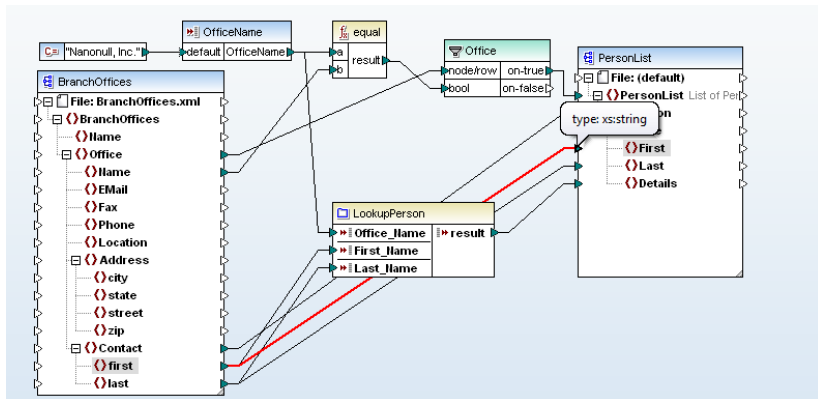 OfficeName
C= "Nanonull, Inc." default OfficeName
equal
a
b
result
Office
node/row on-true
bool on-false
BranchOffices
File: BranchOffices.xml
BranchOffices
Name
Office
Name
EMail
Fax
Phone
Location
Address
city
state
street
zip
Contact
first
last
LookupPerson
Office_Name result
First_Name
Last_Name
PersonList
File: (default)
PersonList List of Per
type: xs:string
First
Last
Details